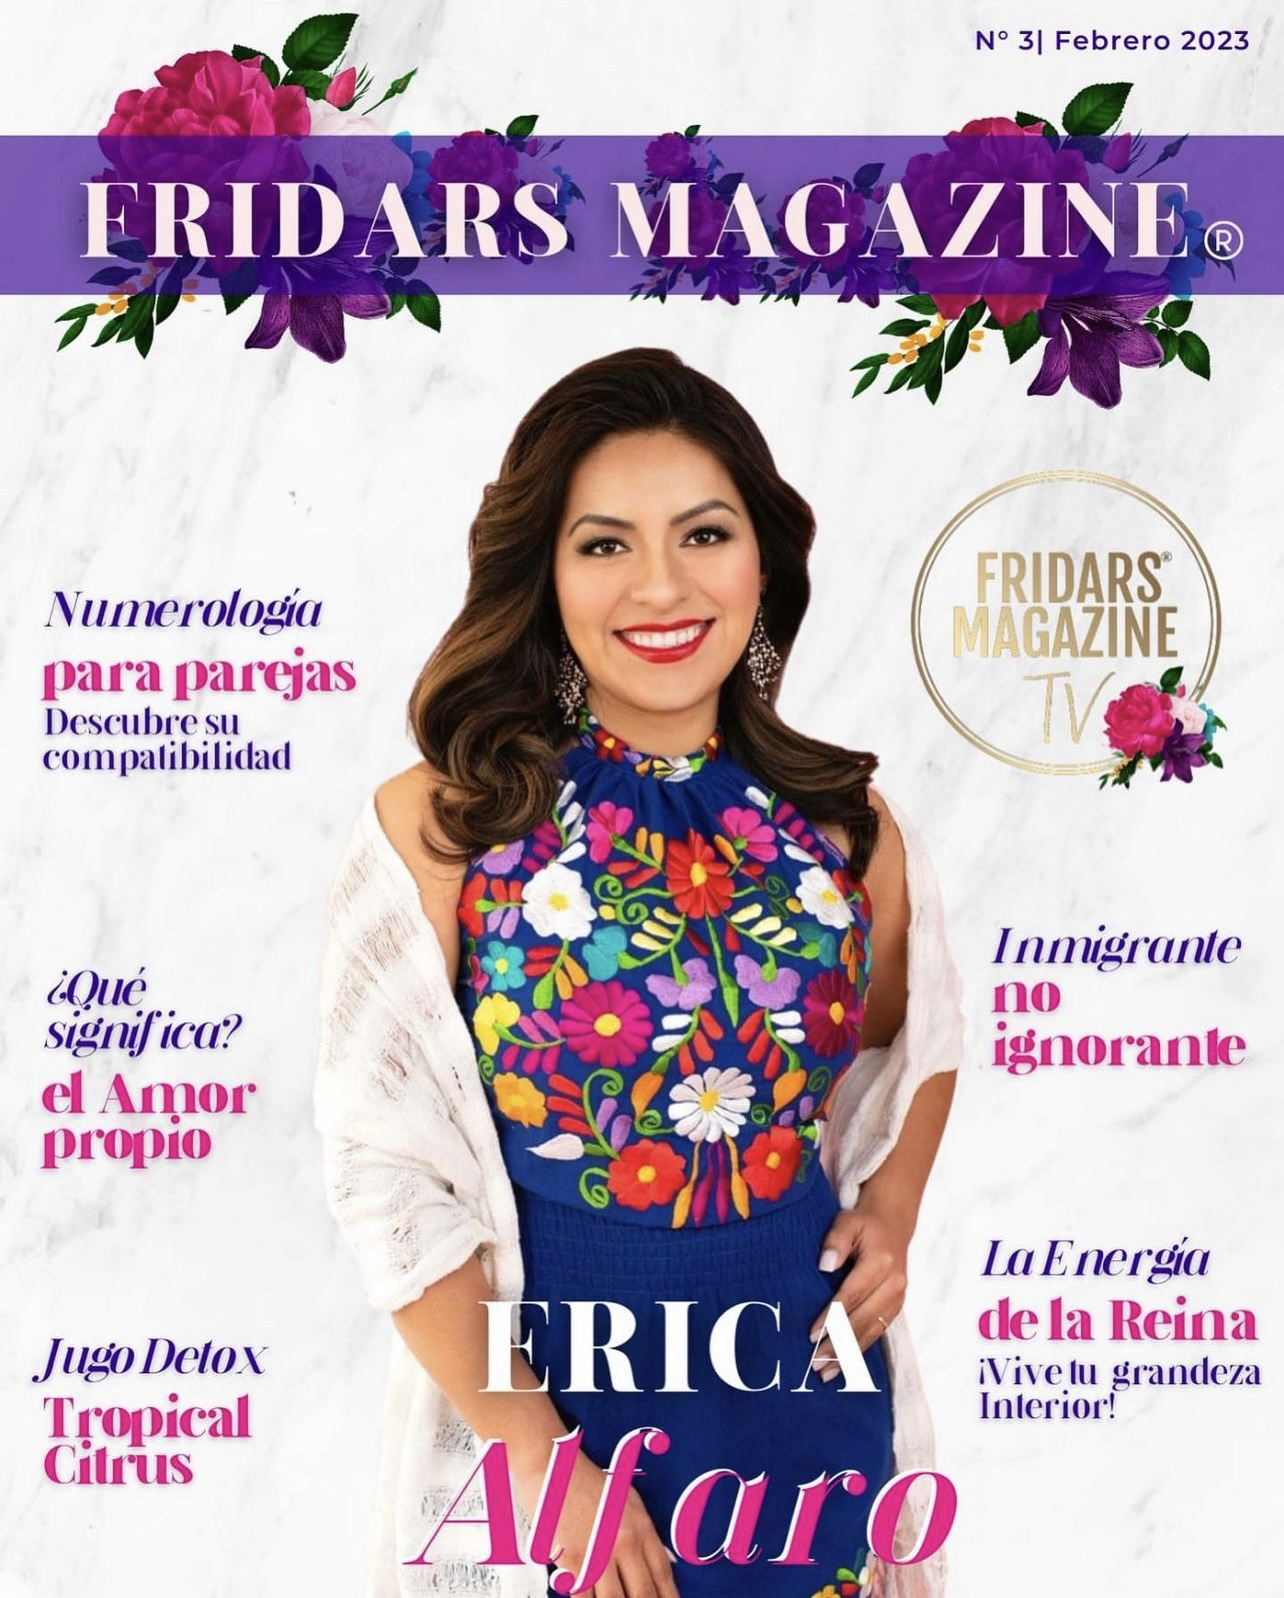 N° 3| Febrero 2023
FRIDARS MAGAZINE®
FRIDARS®
MAGAZINE
TV
Numerología
para parejas
Descubre su
compatibilidad
¿Qué
significa?
el Amor
propio
Jugo Detox
Tropical
Citrus
Inmigrante
no
ignorante
La Energía
de la Reina
¡Vive tu grandeza
Interior!
ERICA
Alfaro